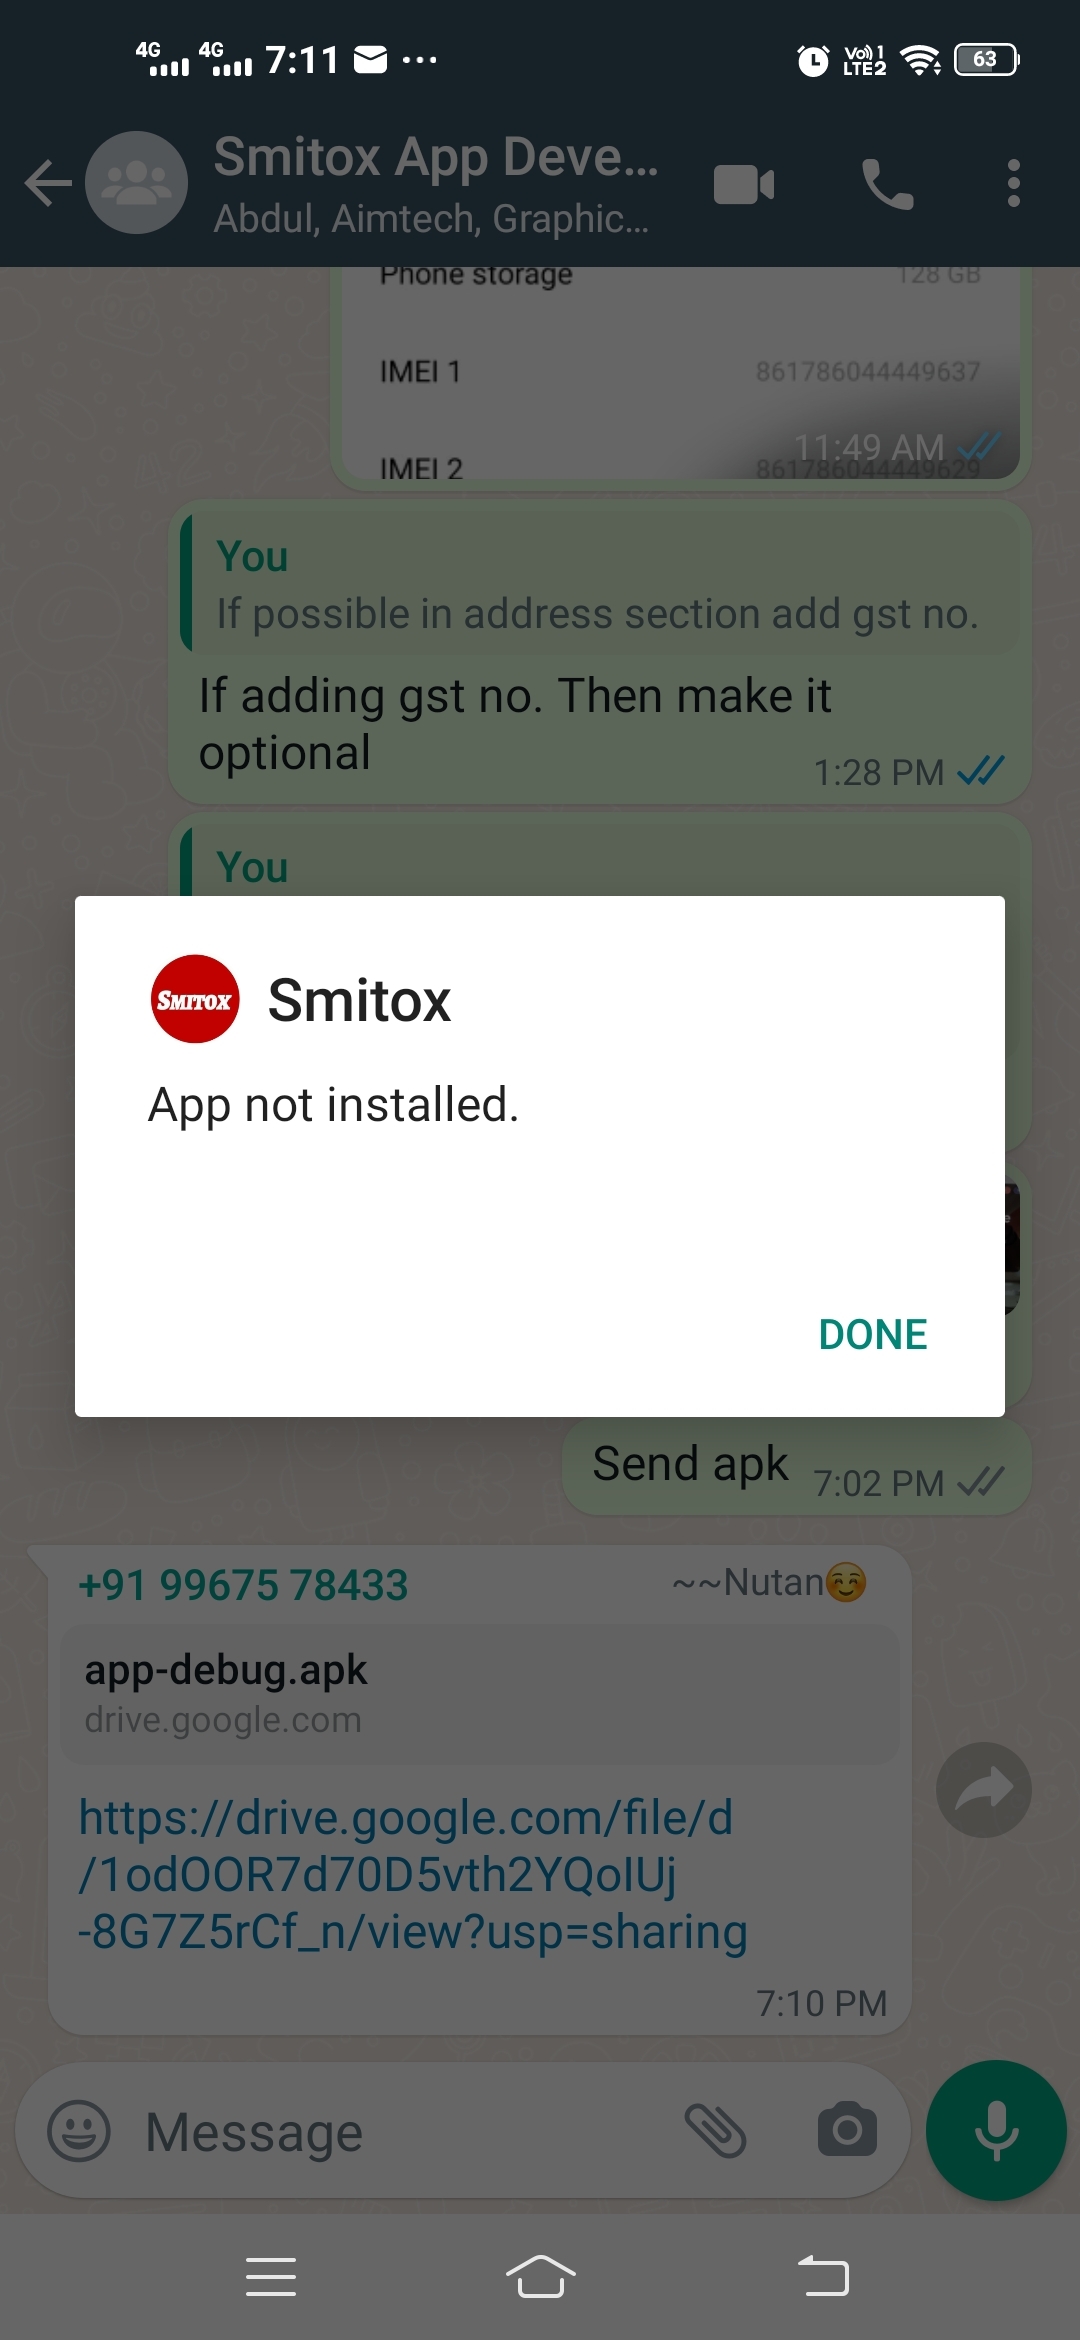 4G 4G 7:11 Vo) 1 LTE2 63
Smitox App Deve...
Abdul, Aimtech, Graphic...
Phone storage 128 GB
IMEI 1 861786044449637
11:49 AM
IMEI 2 861786044449629
You
If possible in address section add gst no.
If adding gst no. Then make it
optional
1:28 PM
You
SMITOX Smitox
App not installed.
DONE
Send apk 7:02 PM
+91 99675 78433 ~~Nutan☺️
app-debug.apk
drive.google.com
https://drive.google.com/file/d
/1odOOR7d70D5vth2YQoIUj
-8G7Z5rCf_n/view?usp=sharing
7:10 PM
Message